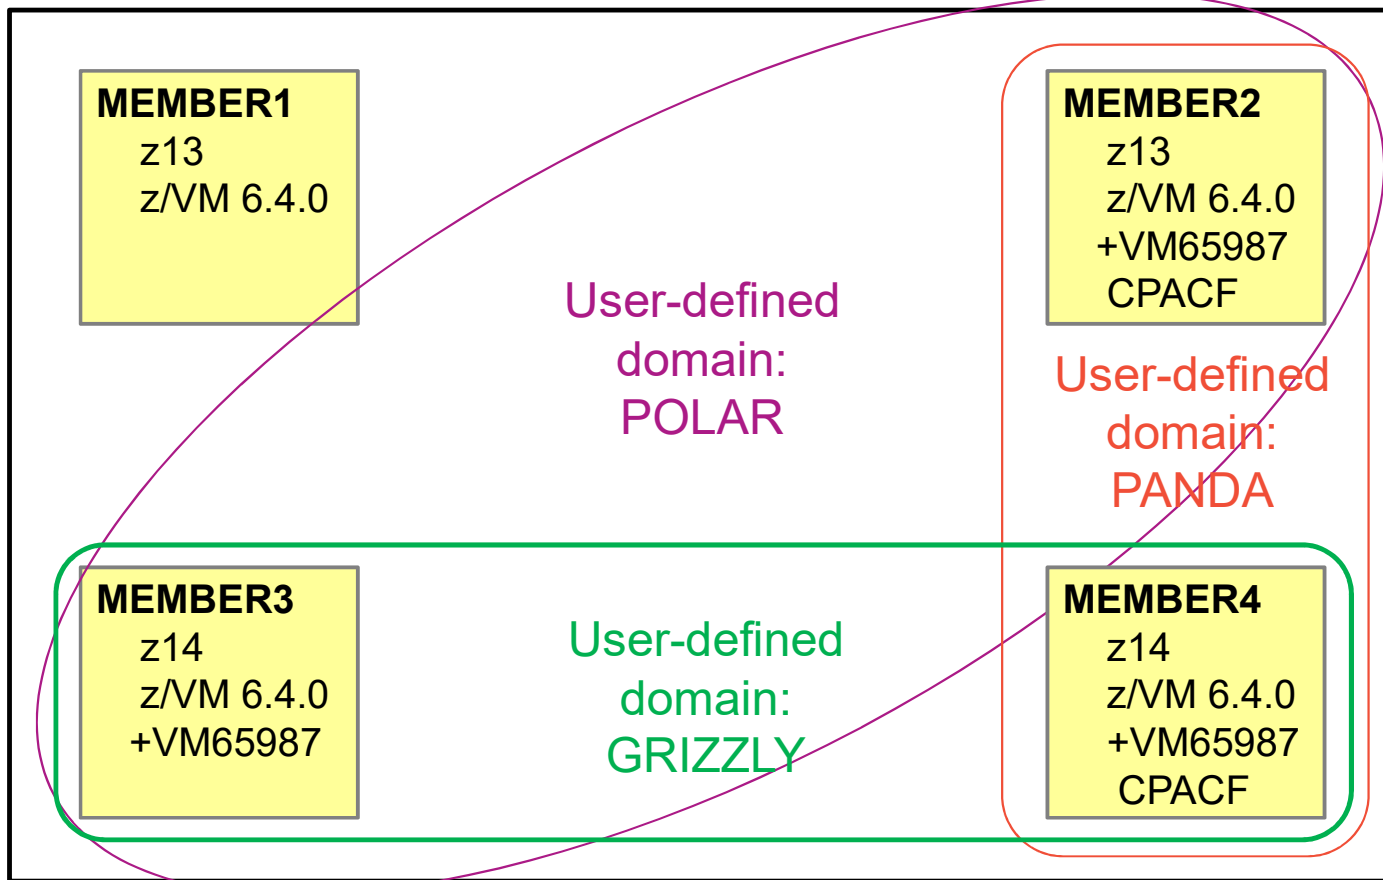 MEMBER1
z13
z/VM 6.4.0
MEMBER2
z13
z/VM 6.4.0
+VM65987
CPACF
User-defined
domain:
POLAR
User-defined
domain:
PANDA
MEMBER3
z14
z/VM 6.4.0
+VM65987
User-defined
domain:
GRIZZLY
MEMBER4
z14
z/VM 6.4.0
+VM65987
CPACF